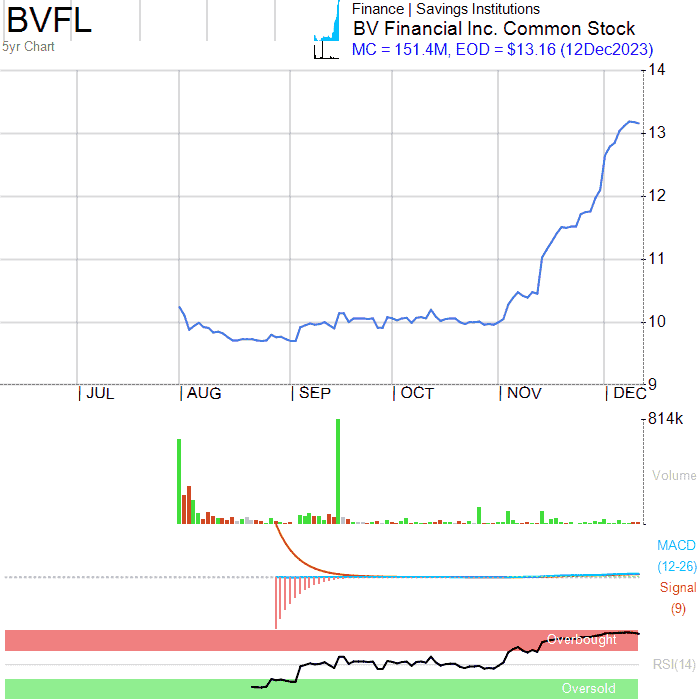 BVFL
5yr Chart
Finance | Savings Institutions
BV Financial Inc. Common Stock
MC = 151.4M, EOD = $13.16 (12Dec2023)
14
13
12
11
10
9
JUL AUG SEP OCT NOV DEC
814k
Volume
MACD
(12-26)
Signal
(9)
Overbought
RSI(14)
Oversold